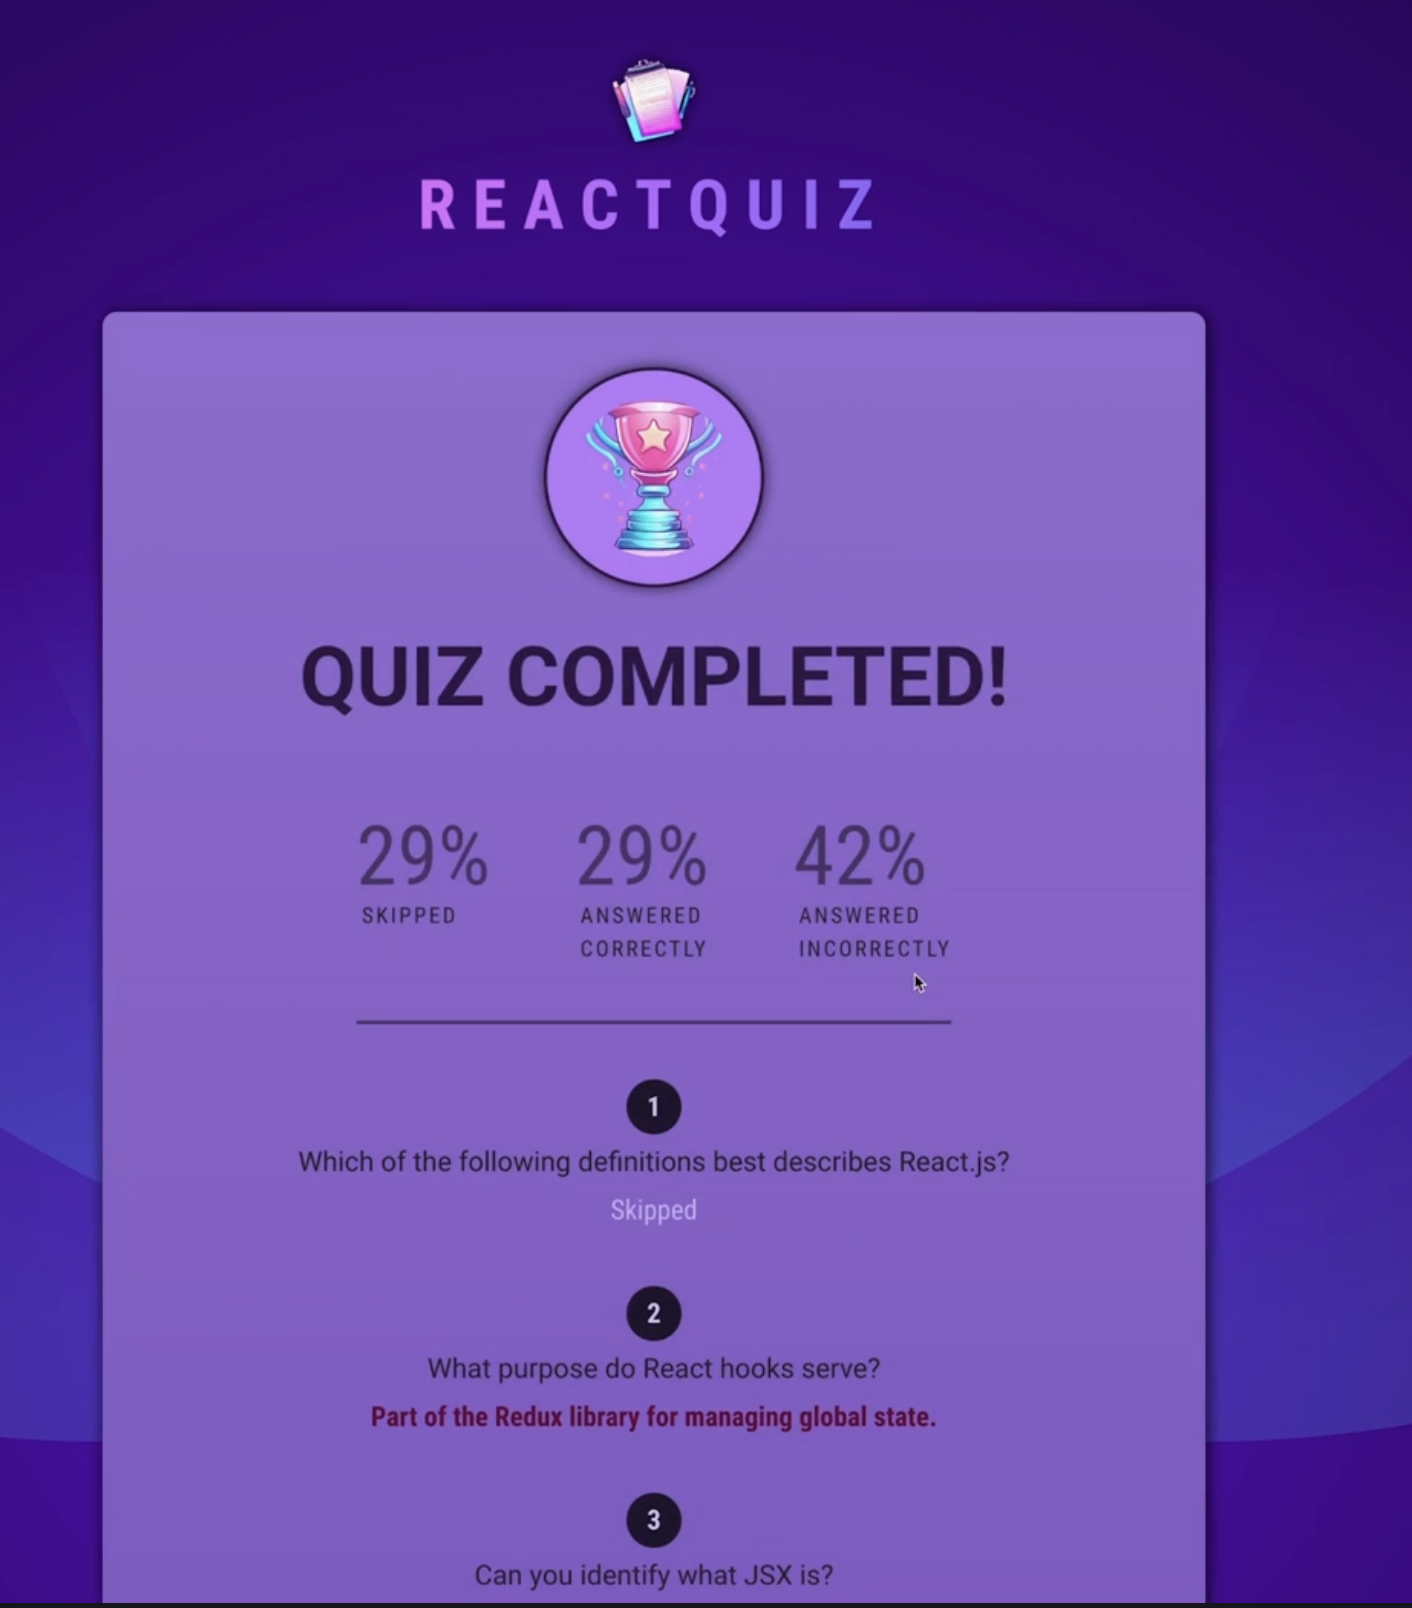 REACTQUIZ
QUIZ COMPLETED!
29% 29% 42%
SKIPPED ANSWERED ANSWERED
CORRECTLY INCORRECTLY
1
Which of the following definitions best describes React.js?
Skipped
2
What purpose do React hooks serve?
Part of the Redux library for managing global state.
3
Can you identify what JSX is?